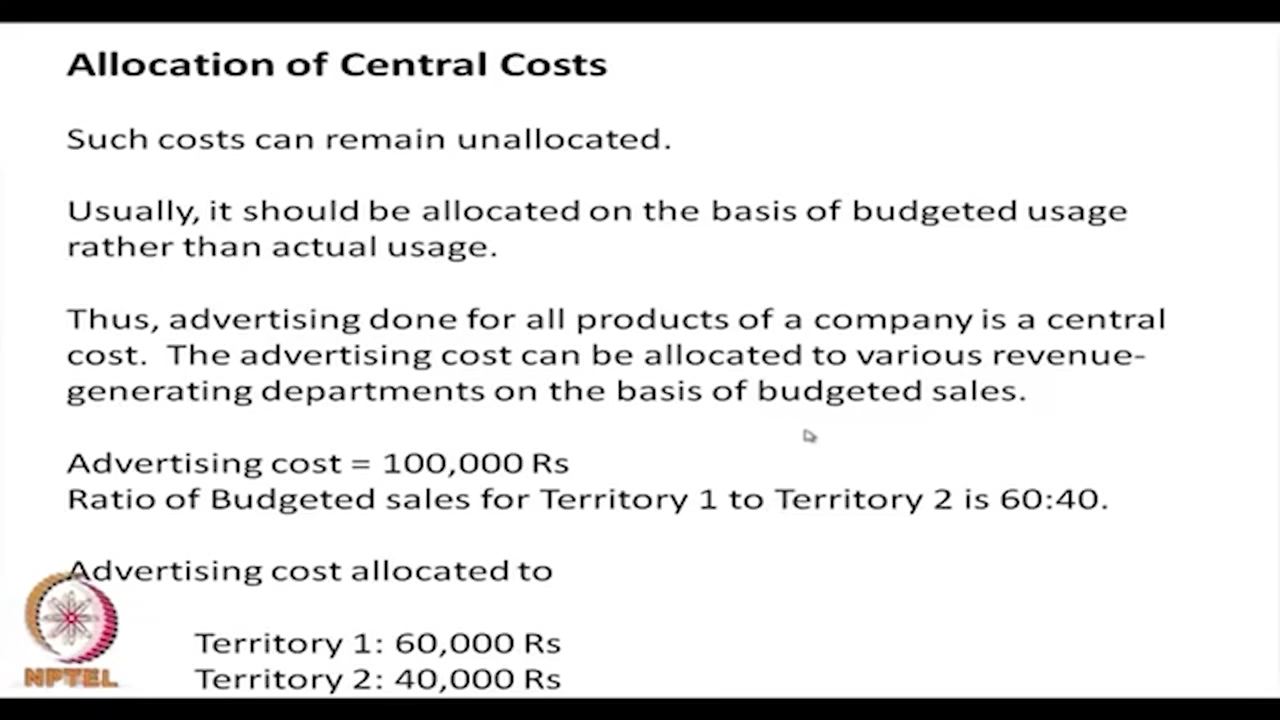 Allocation of Central Costs
Such costs can remain unallocated.
Usually, it should be allocated on the basis of budgeted usage
rather than actual usage.
Thus, advertising done for all products of a company is a central
cost.  The advertising cost can be allocated to various revenue-
generating departments on the basis of budgeted sales.
Advertising cost = 100,000 Rs
Ratio of Budgeted sales for Territory 1 to Territory 2 is 60:40.
Advertising cost allocated to
Territory 1: 60,000 Rs
Territory 2: 40,000 Rs
NPTEL